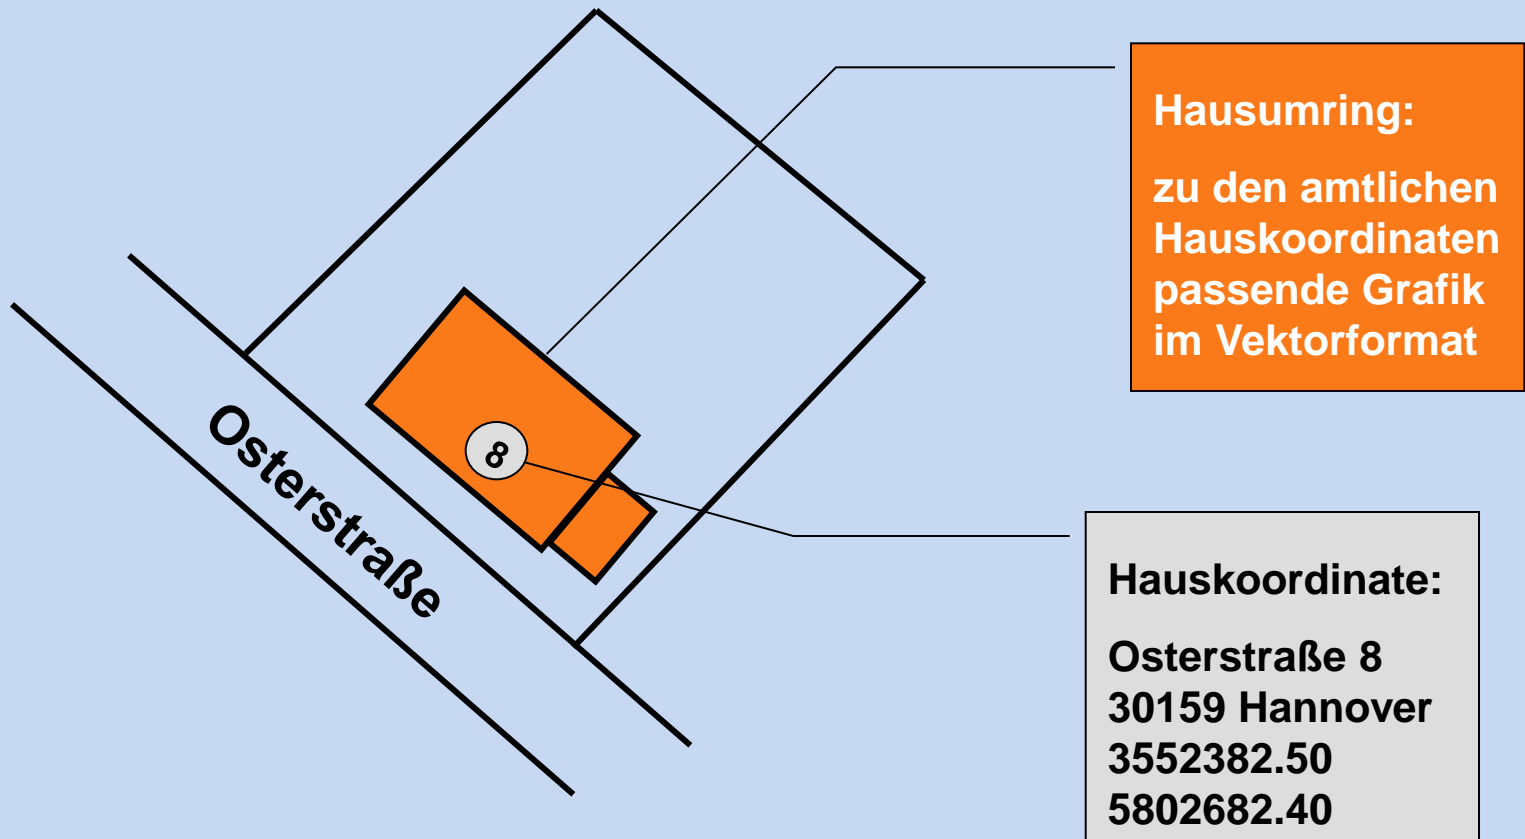 Hausumring:
zu den amtlichen
Hauskoordinaten
passende Grafik
im Vektorformat
Osterstraße
8
Hauskoordinate:
Osterstraße 8
30159 Hannover
3552382.50
5802682.40